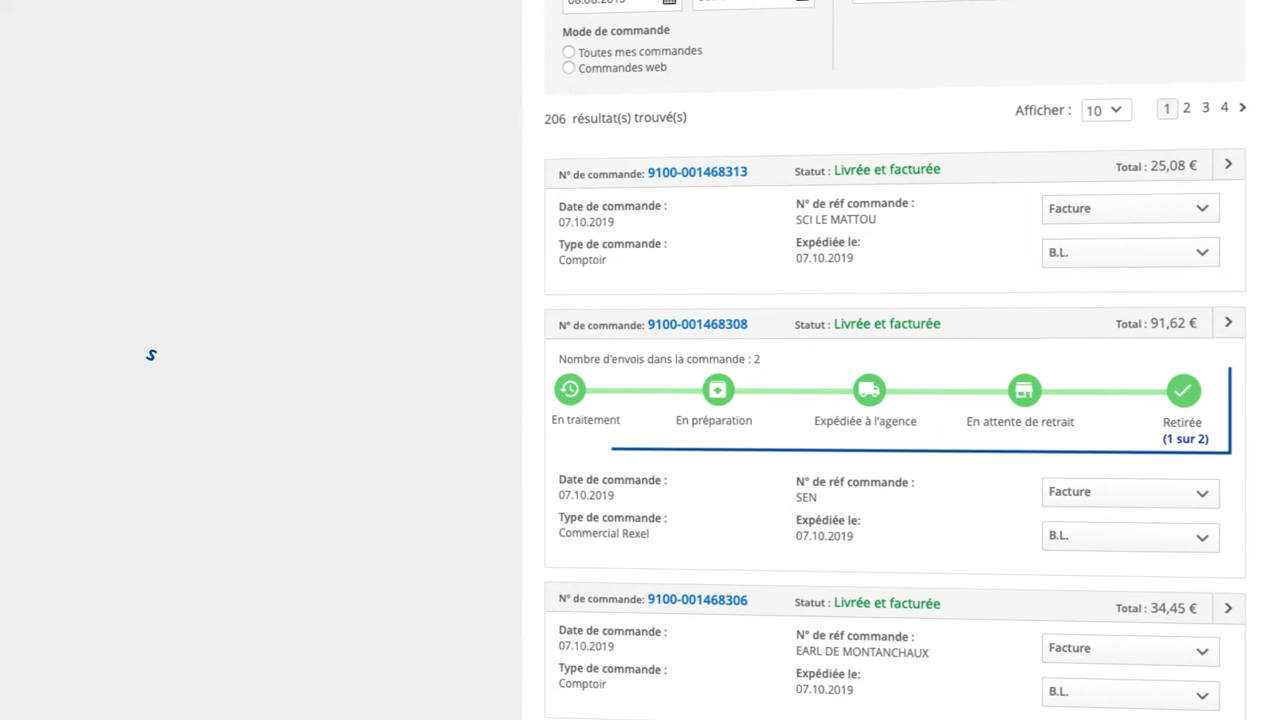 Mode de commande
Toutes mes commandes
Commandes web
206 résultat(s) trouvé(s)
Afficher : 10 1 2 3 4
N° de commande: 9100-001468313 Statut : Livrée et facturée Total : 25,08 €
Date de commande : N° de réf commande : Facture
07.10.2019 SCI LE MATTOU
Type de commande : Expédiée le: B.L.
Comptoir 07.10.2019
N° de commande: 9100-001468308 Statut : Livrée et facturée Total : 91,62 €
s
Nombre d'envois dans la commande : 2
En traitement En préparation Expédiée à l'agence En attente de retrait Retirée
(1 sur 2)
Date de commande : N° de réf commande : Facture
07.10.2019 SEN
Type de commande : Expédiée le: B.L.
Commercial Rexel 07.10.2019
N° de commande: 9100-001468306 Statut : Livrée et facturée Total : 34,45 €
Date de commande : N° de réf commande : Facture
07.10.2019 EARL DE MONTANCHAUX
Type de commande : Expédiée le: B.L.
Comptoir 07.10.2019